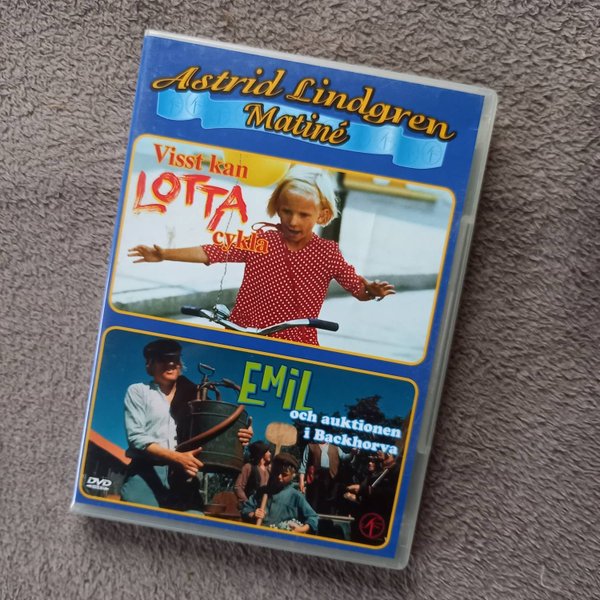 Astrid Lindgren
Matiné
Visst kan
LOTTA
cykla
EMIL
och auktionen
i Backhorva
DVD